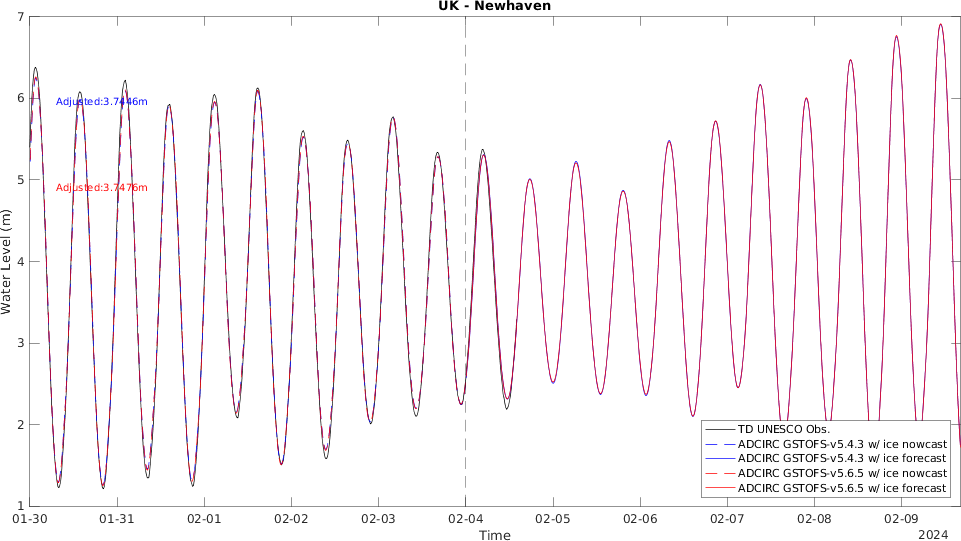 UK - Newhaven
7
6
5
4
3
2
1
Water Level (m)
Adjusted:3.7446m
Adjusted:3.7476m
TD UNESCO Obs.
ADCIRC GSTOFS-v5.4.3 w/ ice nowcast
ADCIRC GSTOFS-v5.4.3 w/ ice forecast
ADCIRC GSTOFS-v5.6.5 w/ ice nowcast
ADCIRC GSTOFS-v5.6.5 w/ ice forecast
01-30 01-31 02-01 02-02 02-03 02-04 02-05 02-06 02-07 02-08 02-09
Time
2024